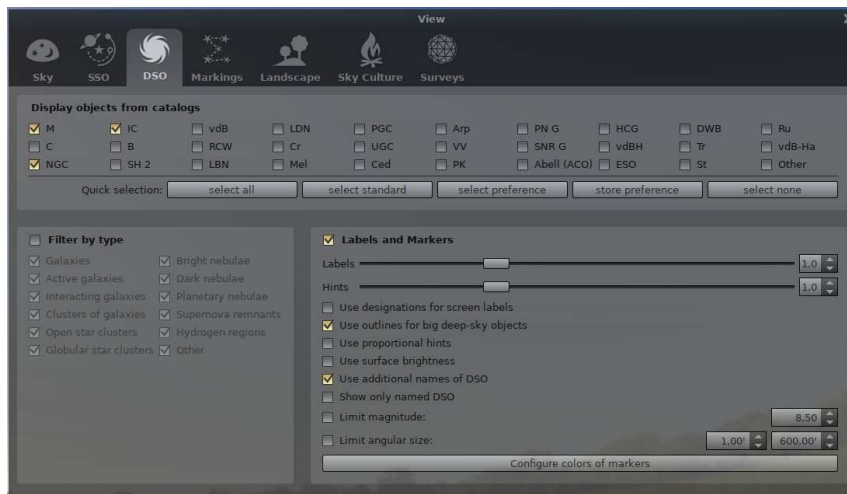 View
Sky SSO DSO Markings Landscape Sky Culture Surveys
Display objects from catalogs
M IC vdB LDN PGC Arp PN G HCG DWB Ru
C B RCW Cr UGC VV SNR G vdBH Tr vdB-Ha
NGC SH 2 LBN Mel Ced PK Abell (ACO) ESO St Other
Quick selection: select all select standard select preference store preference select none
Filter by type
Galaxies Bright nebulae
Active galaxies Dark nebulae
Interacting galaxies Planetary nebulae
Clusters of galaxies Supernova remnants
Open star clusters Hydrogen regions
Globular star clusters Other
Labels and Markers
Labels 1,0
Hints 1,0
Use designations for screen labels
Use outlines for big deep-sky objects
Use proportional hints
Use surface brightness
Use additional names of DSO
Show only named DSO
Limit magnitude: 8,50
Limit angular size: 1,00' 600,00'
Configure colors of markers